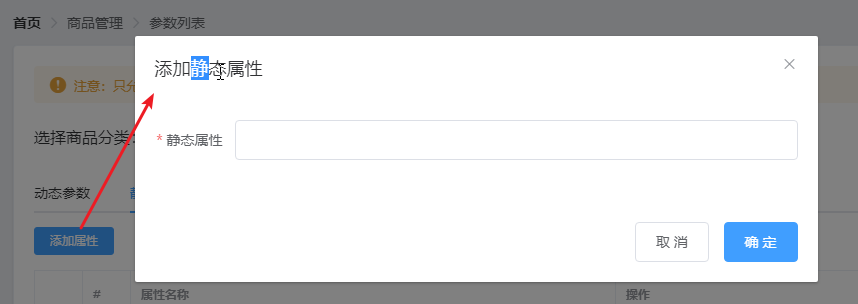 首页 > 商品管理 > 参数列表
添加静态属性
注意：只
选择商品分类：
* 静态属性
动态参数
添加属性
取 消
确 定
#
属性名称
操作